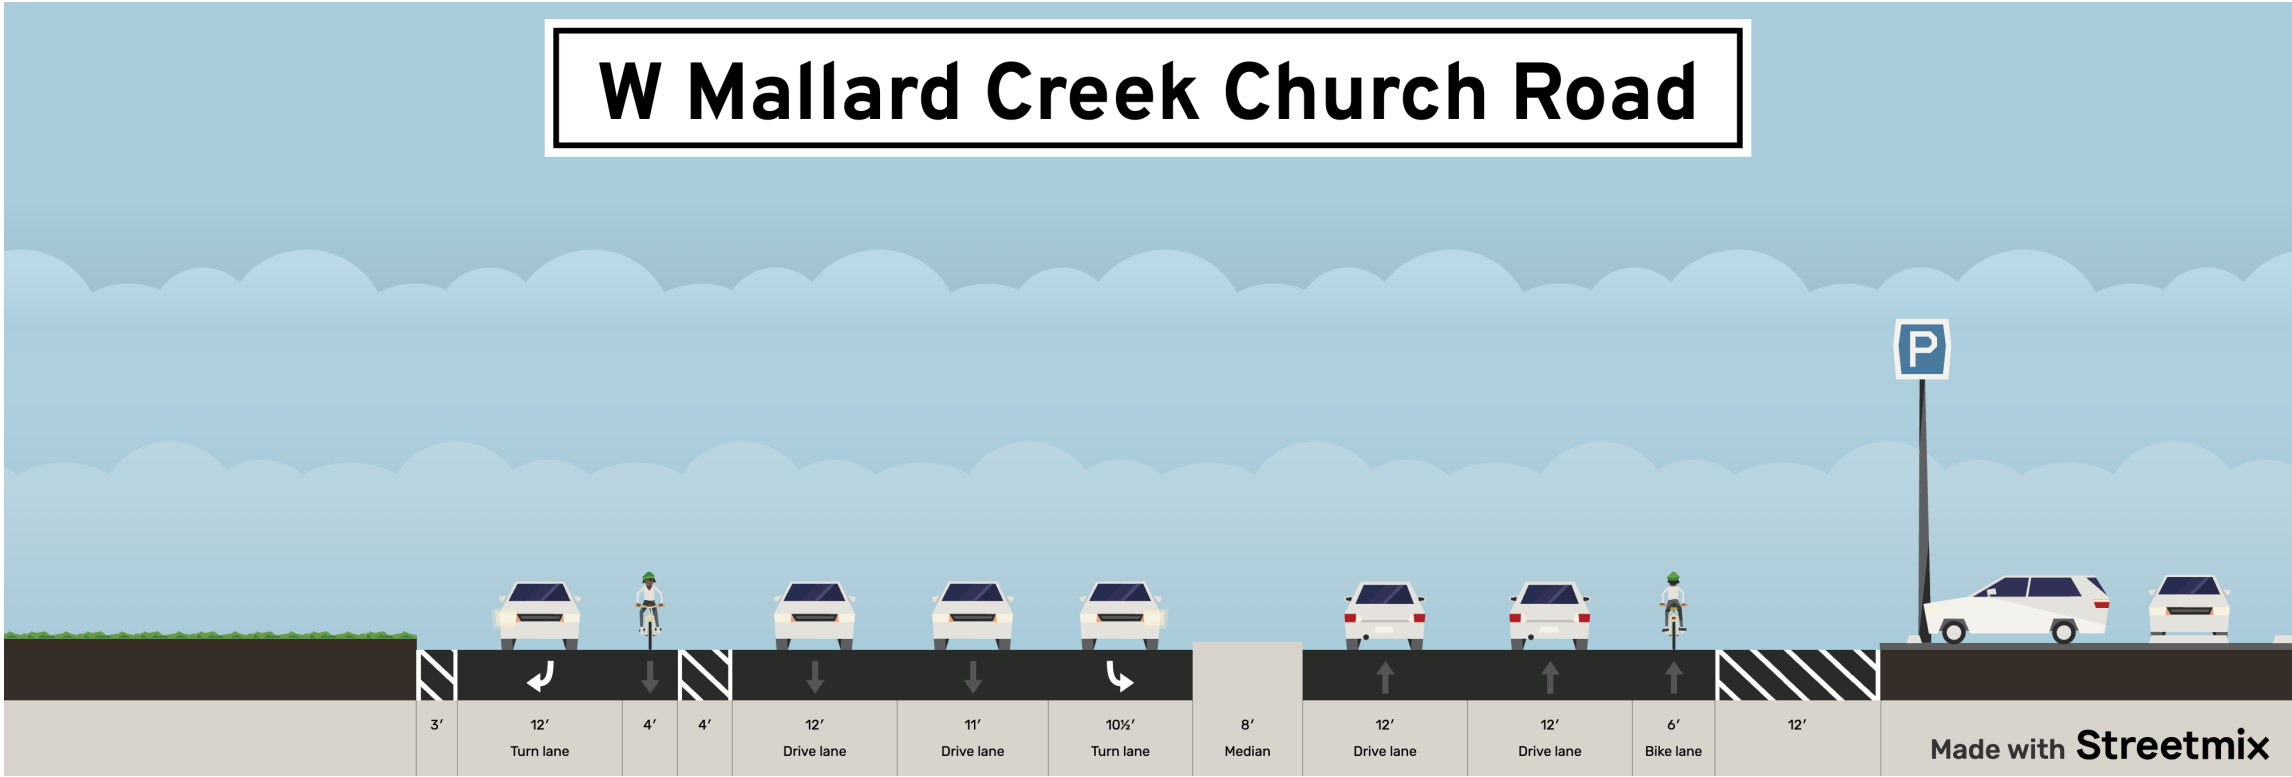 W Mallard Creek Church Road
P
3′
12′
Turn lane
4′
4′
12′
Drive lane
11′
Drive lane
10½′
Turn lane
8′
Median
12′
Drive lane
12′
Drive lane
6′
Bike lane
12′
Made with Streetmix